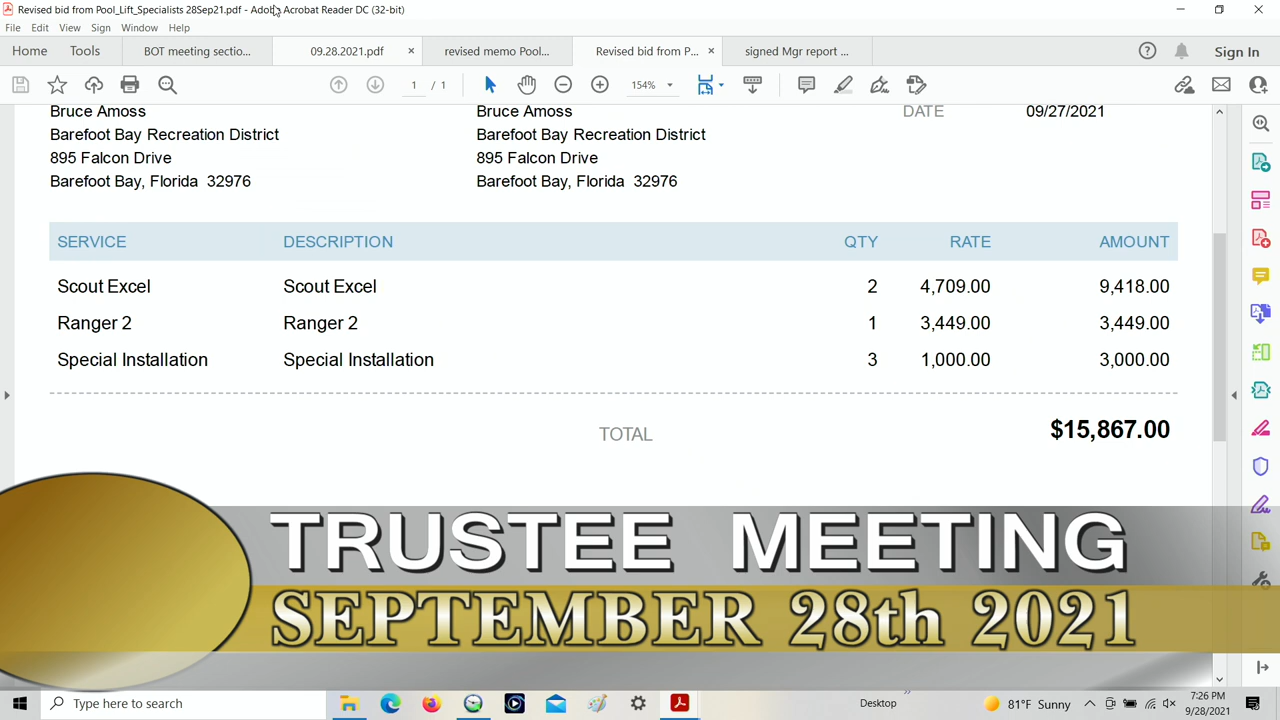 Revised bid from Pool_Lift_Specialists 28Sep21.pdf - Adobe Acrobat Reader DC (32-bit)
File Edit View Sign Window Help
Home Tools BOT meeting sectio... 09.28.2021.pdf × revised memo Pool... Revised bid from P... × signed Mgr report ... Sign In
1 / 1 154%
Bruce Amoss Bruce Amoss DATE 09/27/2021
Barefoot Bay Recreation District Barefoot Bay Recreation District
895 Falcon Drive 895 Falcon Drive
Barefoot Bay, Florida 32976 Barefoot Bay, Florida 32976
SERVICE DESCRIPTION QTY RATE AMOUNT
Scout Excel Scout Excel 2 4,709.00 9,418.00
Ranger 2 Ranger 2 1 3,449.00 3,449.00
Special Installation Special Installation 3 1,000.00 3,000.00
TOTAL $15,867.00
TRUSTEE MEETING
SEPTEMBER 28th 2021
Type here to search Desktop 81°F Sunny 7:26 PM
9/28/2021